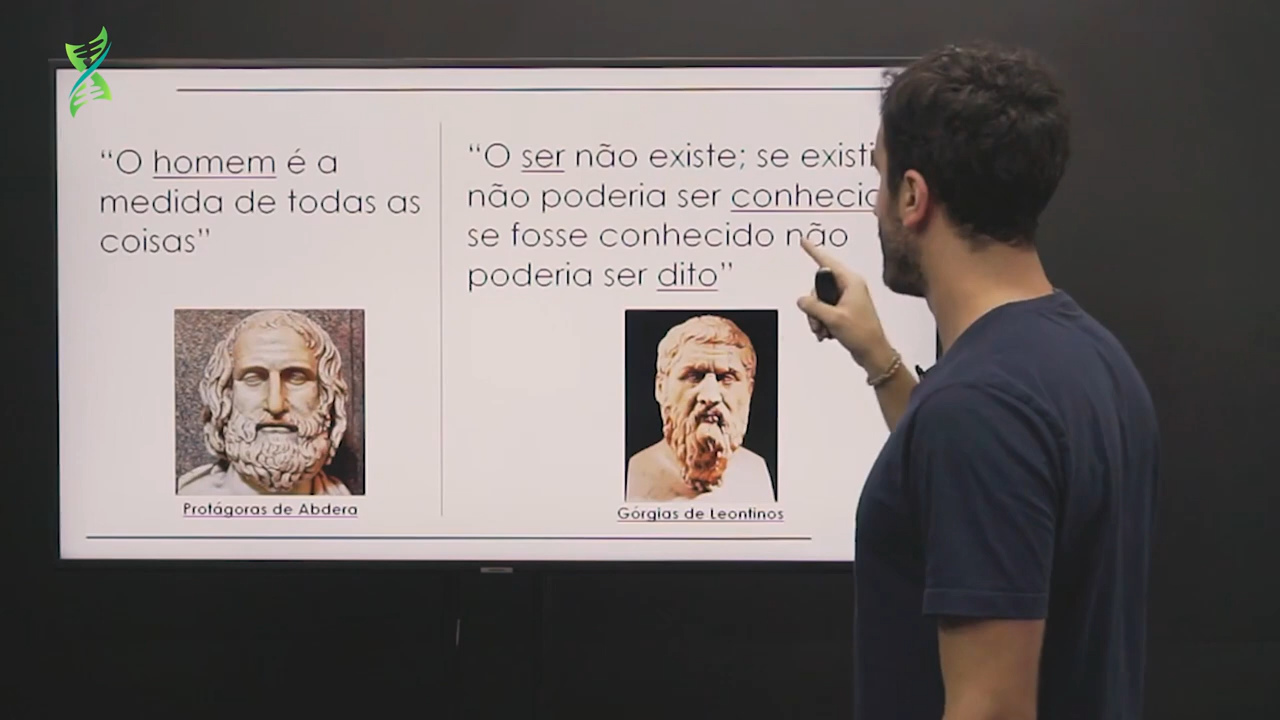 “O homem é a
medida de todas as
coisas”
Protágoras de Abdera
“O ser não existe; se
não poderia ser
se fosse conhecido não
poderia ser dito”
Górgias de Leontinos